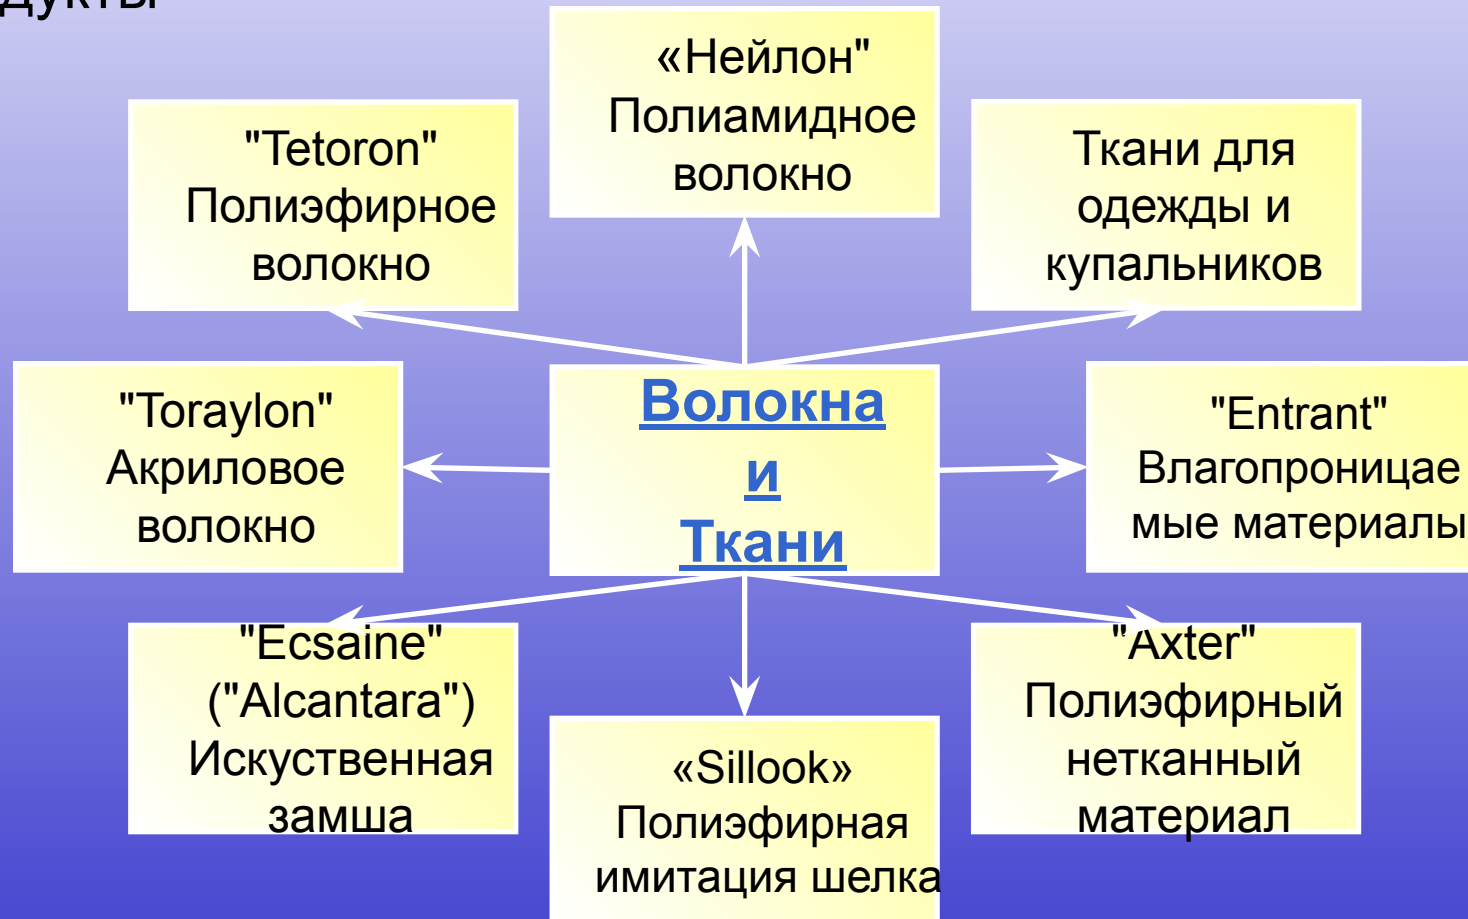 дукты
«Нейлон"
Полиамидное
волокно
"Tetoron"
Полиэфирное
волокно
Ткани для
одежды и
купальников
"Toraylon"
Акриловое
волокно
Волокна
и
Ткани
"Entrant"
Влагопроницае
мые материалы
"Ecsaine"
("Alcantara")
Искуственная
замша
«Sillook»
Полиэфирная
имитация шелка
"Axter"
Полиэфирный
нетканный
материал